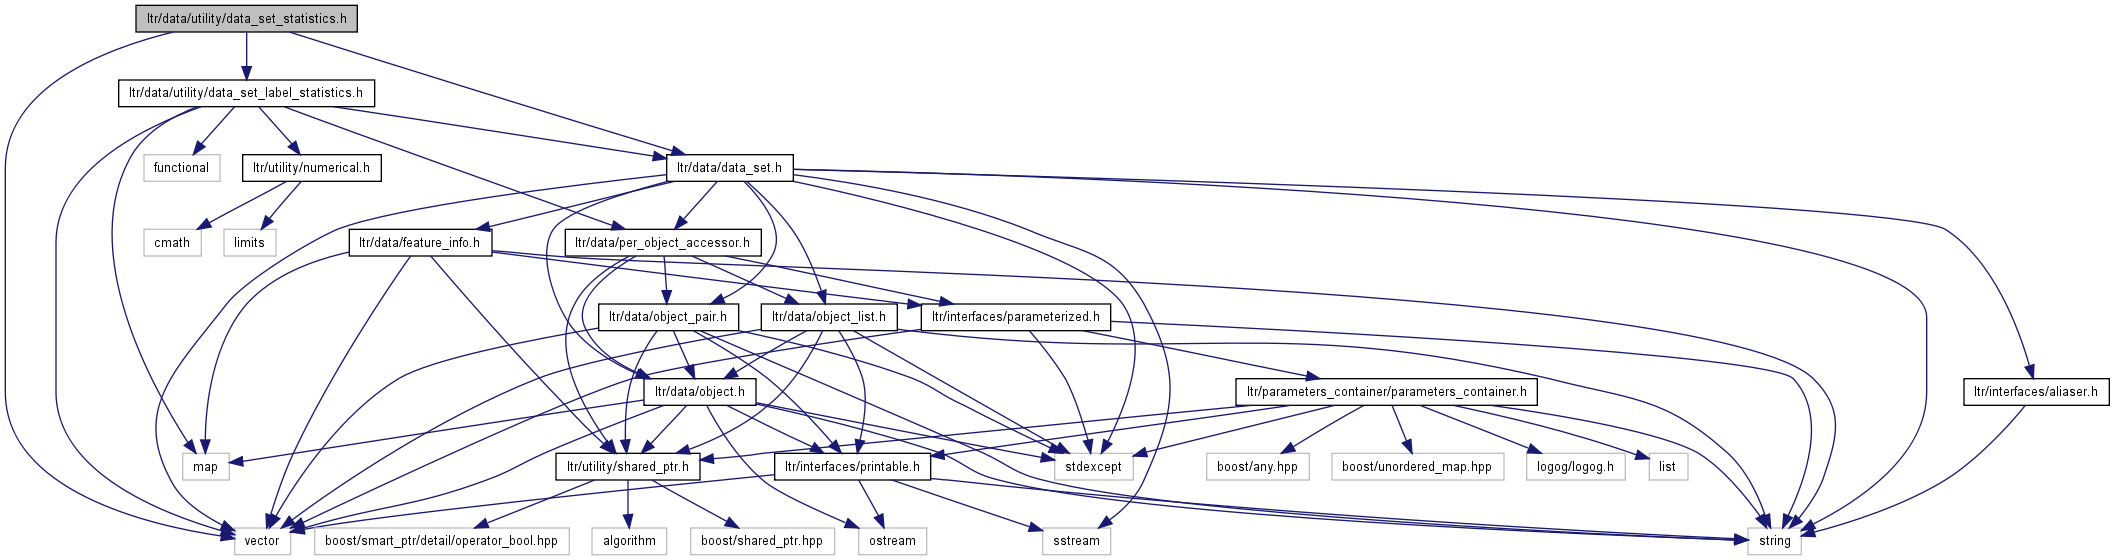 ltr/data/utility/data_set_statistics.h
ltr/data/utility/data_set_label_statistics.h
functional
ltr/utility/numerical.h
ltr/data/data_set.h
cmath
limits
ltr/data/feature_info.h
ltr/data/per_object_accessor.h
ltr/data/object_pair.h
ltr/data/object_list.h
ltr/interfaces/parameterized.h
ltr/data/object.h
ltr/parameters_container/parameters_container.h
ltr/interfaces/aliaser.h
map
ltr/utility/shared_ptr.h
ltr/interfaces/printable.h
stdexcept
boost/any.hpp
boost/unordered_map.hpp
logog/logog.h
list
vector
boost/smart_ptr/detail/operator_bool.hpp
algorithm
boost/shared_ptr.hpp
ostream
sstream
string